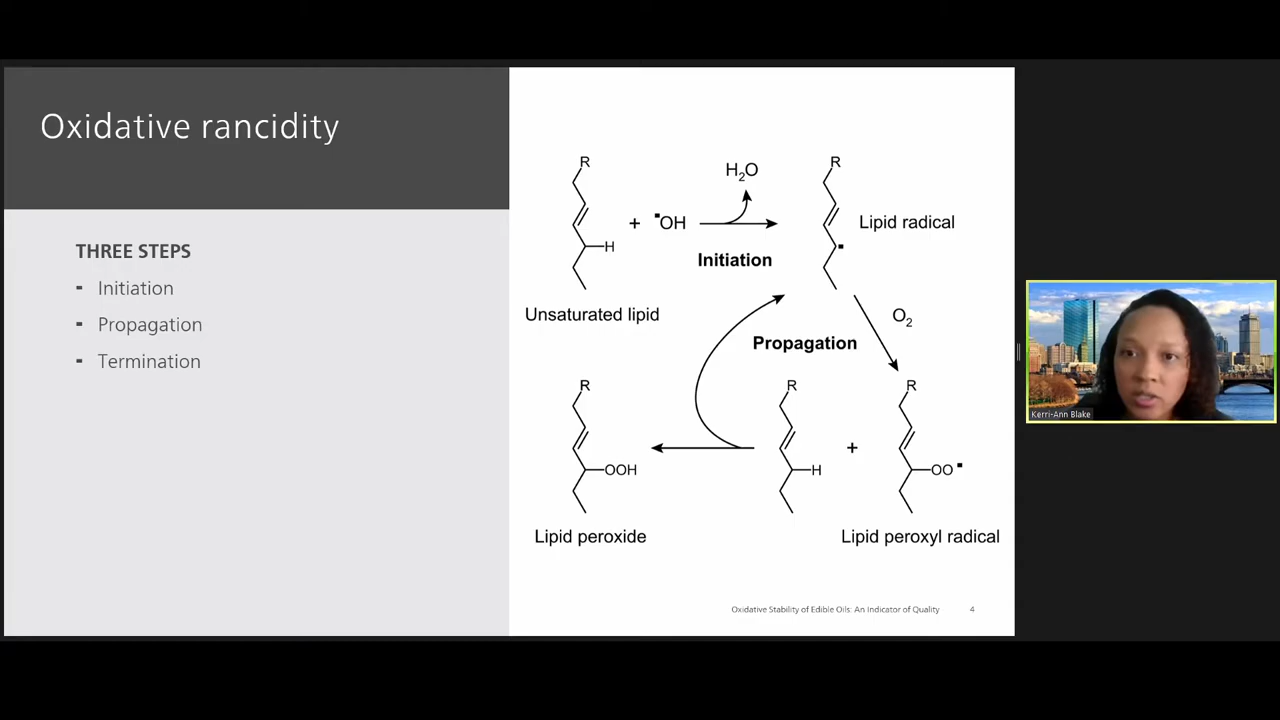 Oxidative rancidity
THREE STEPS
▪ Initiation
▪ Propagation
▪ Termination
R
H
Unsaturated lipid
+
▪OH
H₂O
Initiation
R
▪
Lipid radical
O₂
Propagation
R
OOH
Lipid peroxide
R
H
+
R
OO▪
Lipid peroxyl radical
Oxidative Stability of Edible Oils: An Indicator of Quality 4
Kerri-Ann Blake